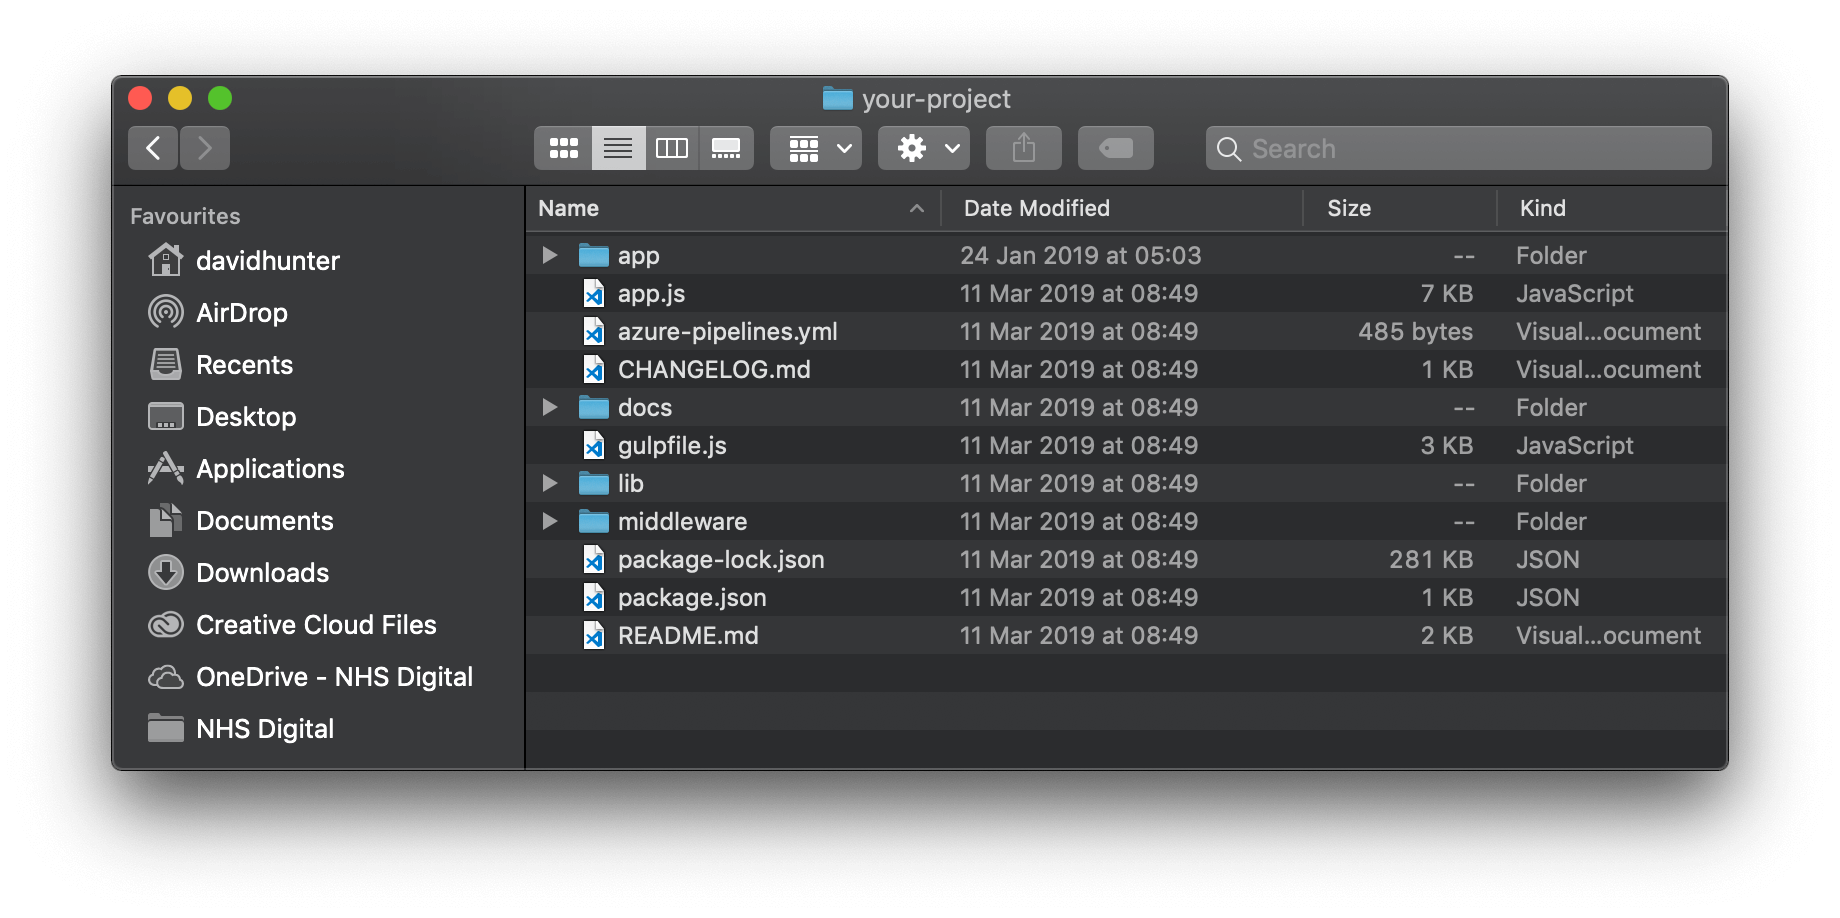 your-project
Search
Favourites
davidhunter
AirDrop
Recents
Desktop
Applications
Documents
Downloads
Creative Cloud Files
OneDrive - NHS Digital
NHS Digital
Name Date Modified Size Kind
app 24 Jan 2019 at 05:03 -- Folder
app.js 11 Mar 2019 at 08:49 7 KB JavaScript
azure-pipelines.yml 11 Mar 2019 at 08:49 485 bytes Visual...ocument
CHANGELOG.md 11 Mar 2019 at 08:49 1 KB Visual...ocument
docs 11 Mar 2019 at 08:49 -- Folder
gulpfile.js 11 Mar 2019 at 08:49 3 KB JavaScript
lib 11 Mar 2019 at 08:49 -- Folder
middleware 11 Mar 2019 at 08:49 -- Folder
package-lock.json 11 Mar 2019 at 08:49 281 KB JSON
package.json 11 Mar 2019 at 08:49 1 KB JSON
README.md 11 Mar 2019 at 08:49 2 KB Visual...ocument